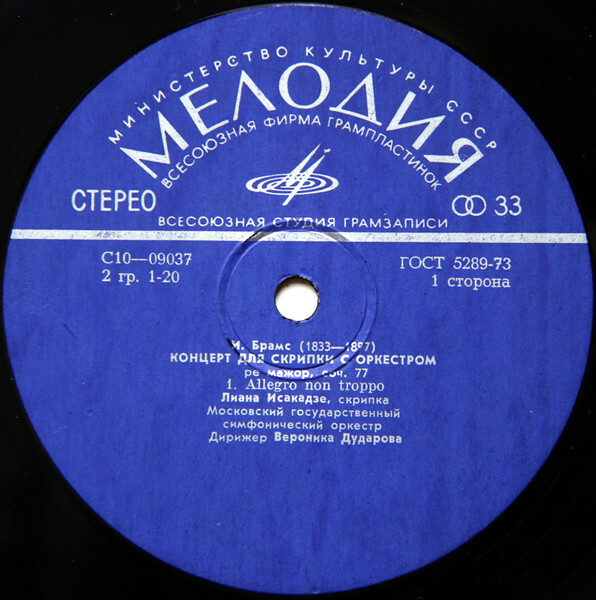 МИНИСТЕРСТВО КУЛЬТУРЫ СССР
МЕЛОДИЯ
ВСЕСОЮЗНАЯ ФИРМА ГРАМПЛАСТИНОК
СТЕРЕО
33
ВСЕСОЮЗНАЯ СТУДИЯ ГРАМЗАПИСИ
С10—09037
ГОСТ 5289-73
2 гр. 1-20
1 сторона
И. Брамс (1833—1897)
КОНЦЕРТ ДЛЯ СКРИПКИ С ОРКЕСТРОМ
ре мажор, соч. 77
1. Allegro non troppo
Лиана Исакадзе, скрипка
Московский государственный
симфонический оркестр
Дирижер Вероника Дударова